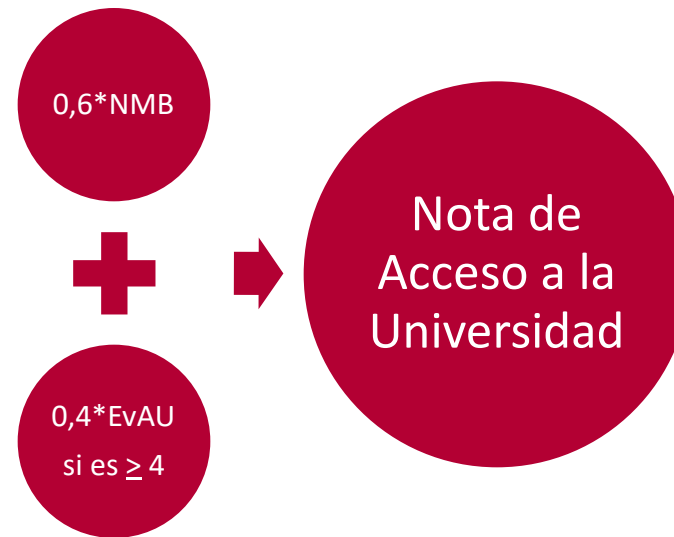 0,6*NMB
0,4*EvAU
si es ≥ 4
Nota de
Acceso a la
Universidad